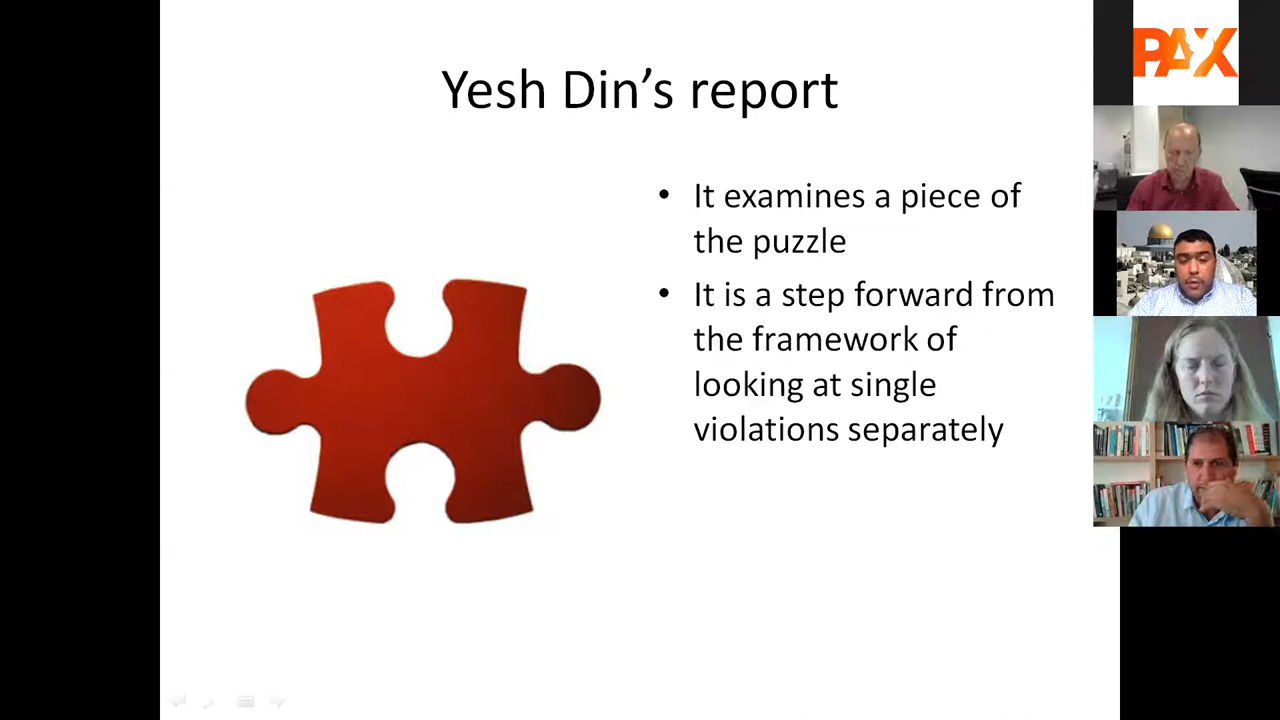 Yesh Din’s report
• It examines a piece of
the puzzle
• It is a step forward from
the framework of
looking at single
violations separately
PAX